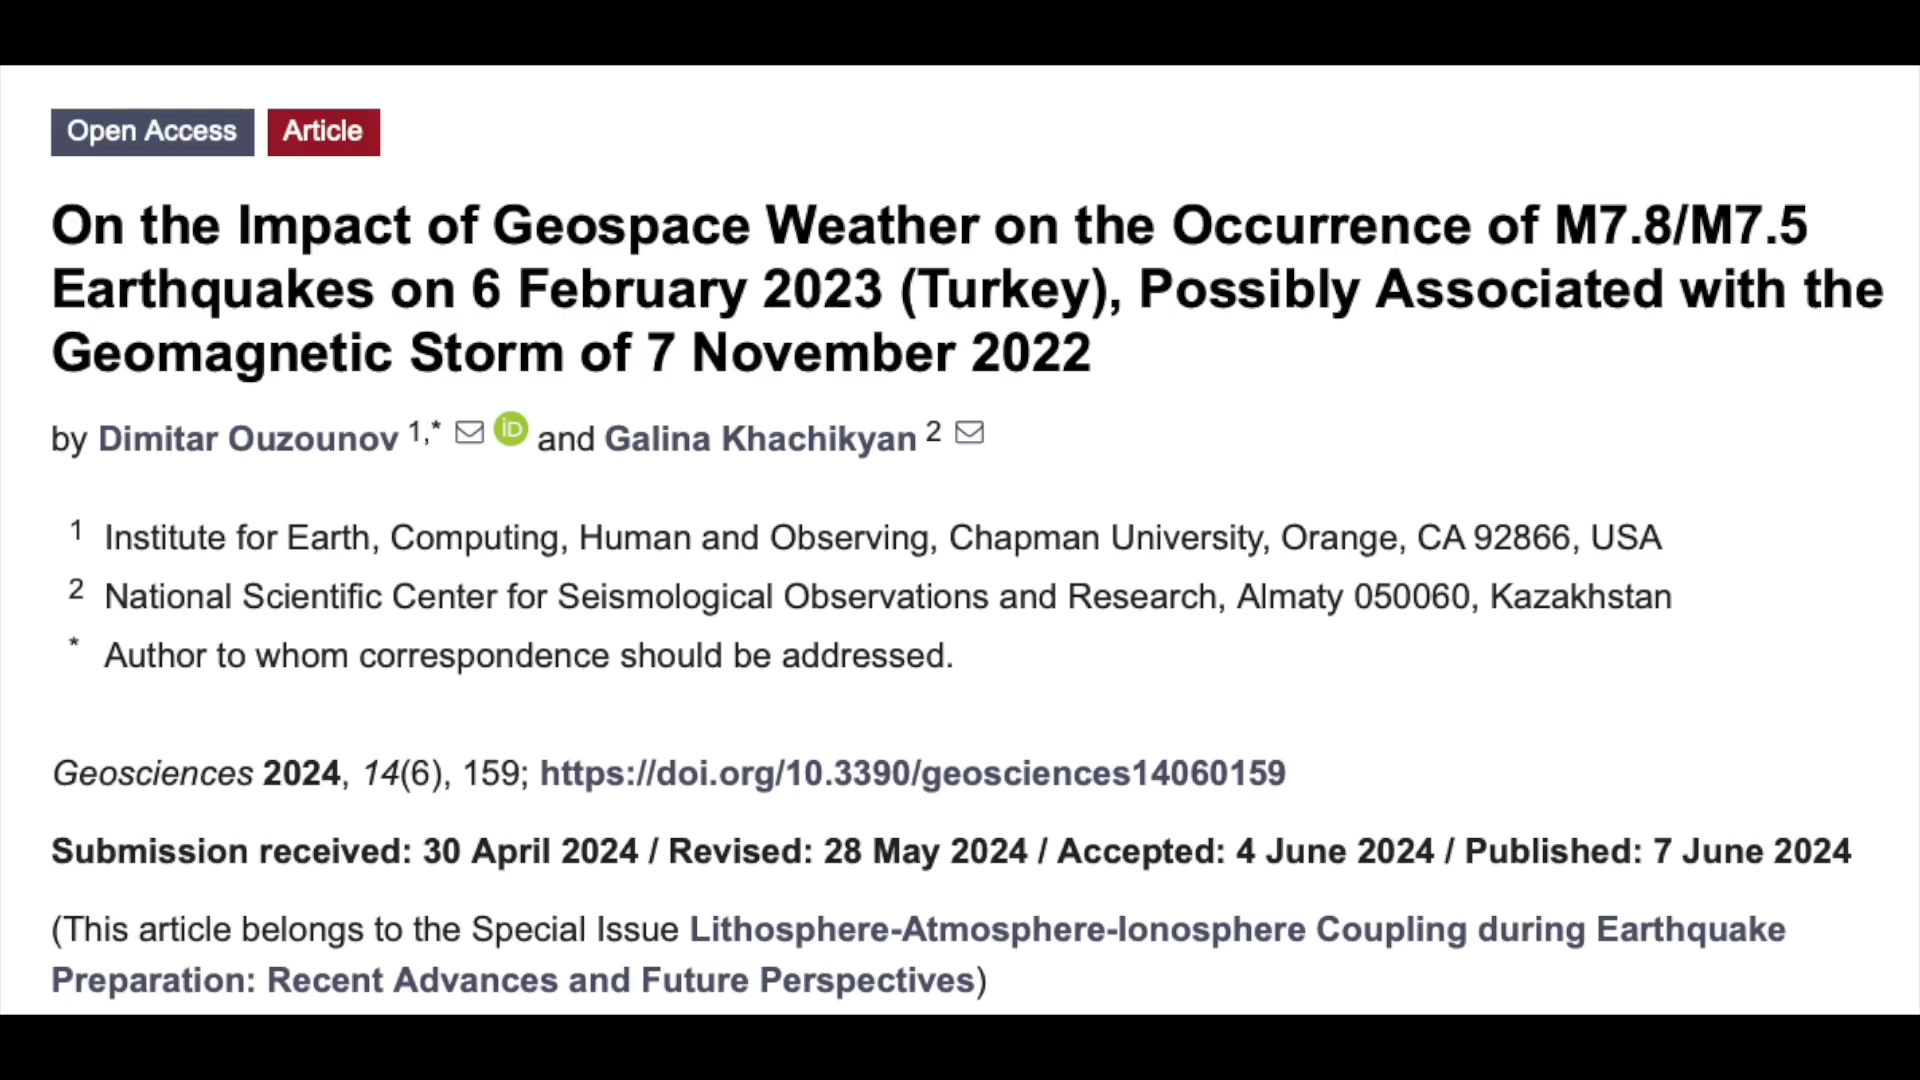 Open Access Article
On the Impact of Geospace Weather on the Occurrence of M7.8/M7.5
Earthquakes on 6 February 2023 (Turkey), Possibly Associated with the
Geomagnetic Storm of 7 November 2022
by Dimitar Ouzounov 1,* iD and Galina Khachikyan 2
1 Institute for Earth, Computing, Human and Observing, Chapman University, Orange, CA 92866, USA
2 National Scientific Center for Seismological Observations and Research, Almaty 050060, Kazakhstan
* Author to whom correspondence should be addressed.
Geosciences 2024, 14(6), 159; https://doi.org/10.3390/geosciences14060159
Submission received: 30 April 2024 / Revised: 28 May 2024 / Accepted: 4 June 2024 / Published: 7 June 2024
(This article belongs to the Special Issue Lithosphere-Atmosphere-Ionosphere Coupling during Earthquake
Preparation: Recent Advances and Future Perspectives)